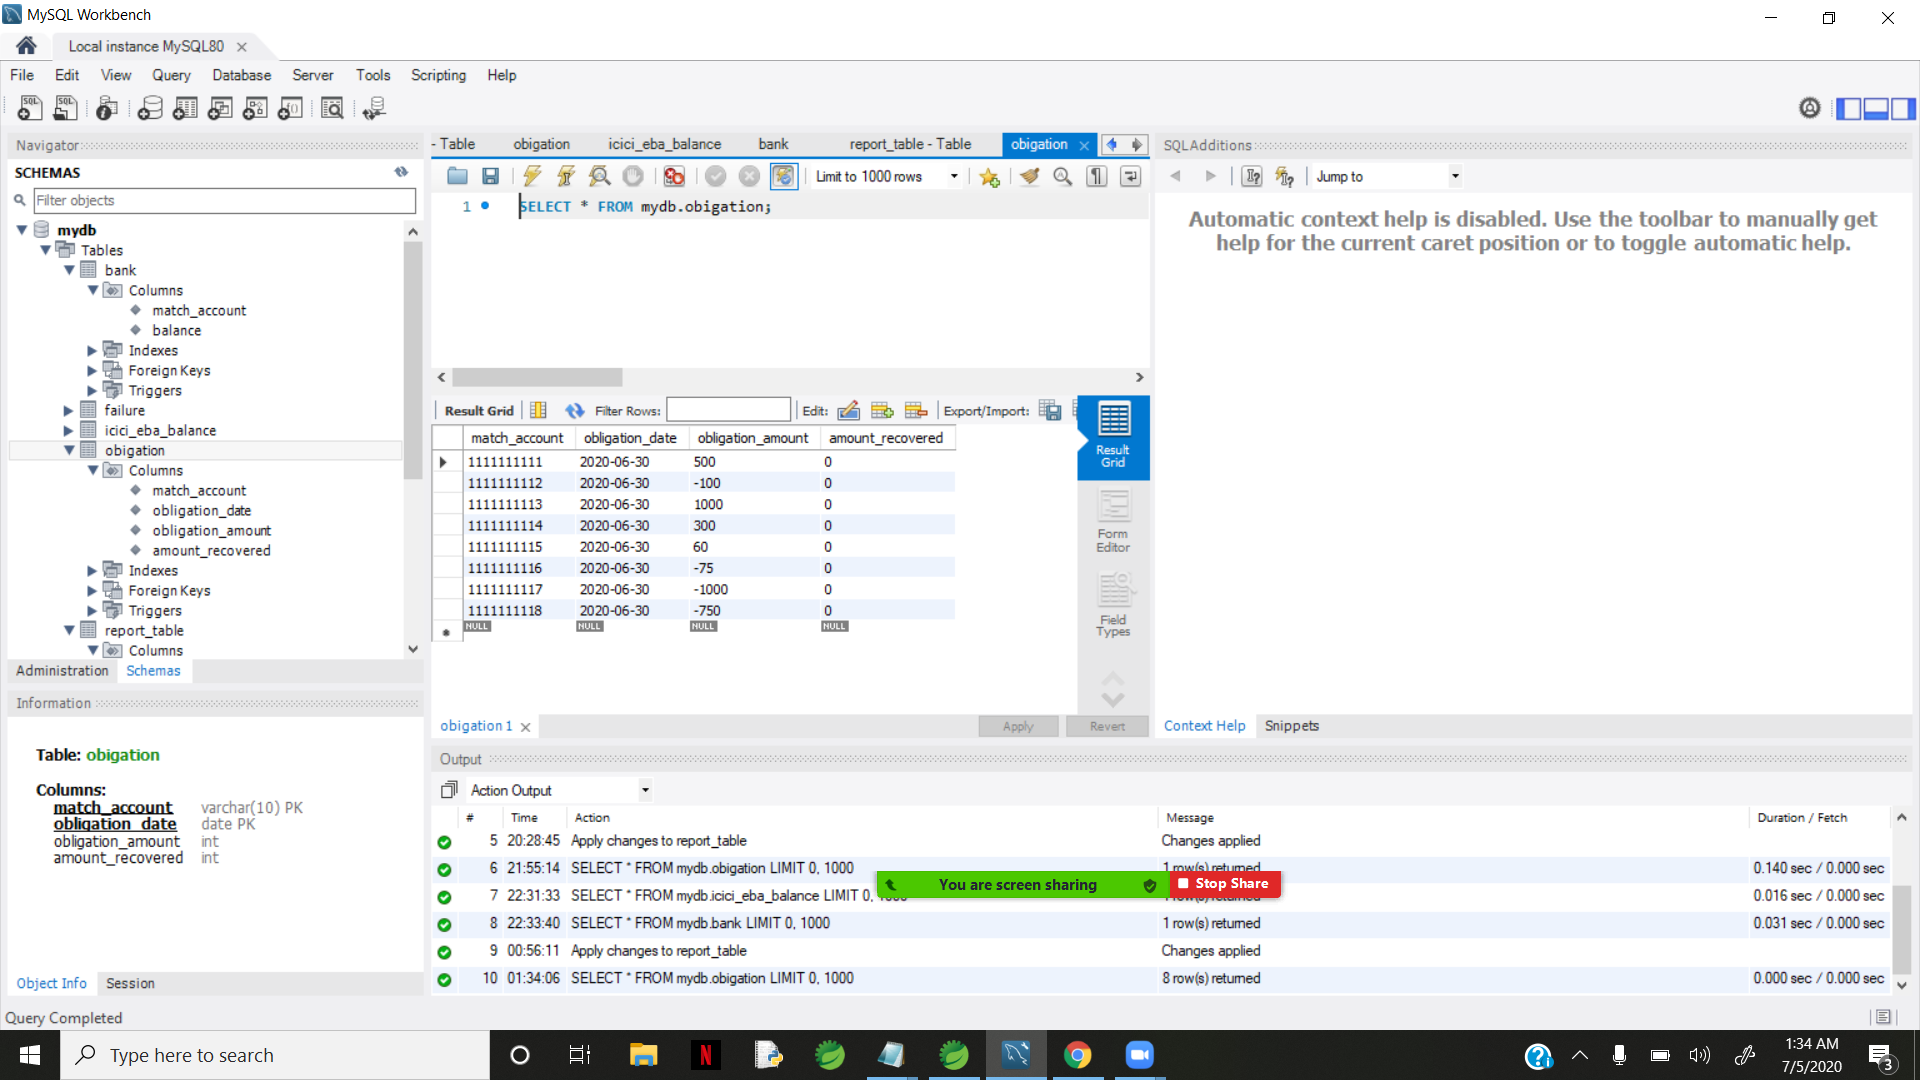 MySQL Workbench
Local instance MySQL80
File Edit View Query Database Server Tools Scripting Help
Navigator
SCHEMAS
Filter objects
mydb
Tables
bank
Columns
match_account
balance
Indexes
Foreign Keys
Triggers
failure
icici_eba_balance
obigation
Columns
match_account
obligation_date
obligation_amount
amount_recovered
Indexes
Foreign Keys
Triggers
report_table
Columns
Administration Schemas
Information
Table: obigation
Columns:
match_account varchar(10) PK
obligation_date date PK
obligation_amount int
amount_recovered int
Object Info Session
Query Completed
- Table obigation icici_eba_balance bank report_table - Table obigation
Limit to 1000 rows
1 SELECT * FROM mydb.obigation;
Result Grid Filter Rows: Edit: Export/Import:
match_account obligation_date obligation_amount amount_recovered
1111111111 2020-06-30 500 0
1111111112 2020-06-30 -100 0
1111111113 2020-06-30 1000 0
1111111114 2020-06-30 300 0
1111111115 2020-06-30 60 0
1111111116 2020-06-30 -75 0
1111111117 2020-06-30 -1000 0
1111111118 2020-06-30 -750 0
NULL NULL NULL NULL
Result
Grid
Form
Editor
Field
Types
obigation 1 Apply Revert
SQLAdditions
Jump to
Automatic context help is disabled. Use the toolbar to manually get
help for the current caret position or to toggle automatic help.
Context Help Snippets
Output
Action Output
# Time Action Message Duration / Fetch
5 20:28:45 Apply changes to report_table Changes applied
6 21:55:14 SELECT * FROM mydb.obigation LIMIT 0, 1000 1 row(s) returned 0.140 sec / 0.000 sec
7 22:31:33 SELECT * FROM mydb.icici_eba_balance LIMIT 0, 1000 1 row(s) returned 0.016 sec / 0.000 sec
8 22:33:40 SELECT * FROM mydb.bank LIMIT 0, 1000 1 row(s) returned 0.031 sec / 0.000 sec
9 00:56:11 Apply changes to report_table Changes applied
10 01:34:06 SELECT * FROM mydb.obigation LIMIT 0, 1000 8 row(s) returned 0.000 sec / 0.000 sec
You are screen sharing Stop Share
Type here to search
1:34 AM
7/5/2020
3